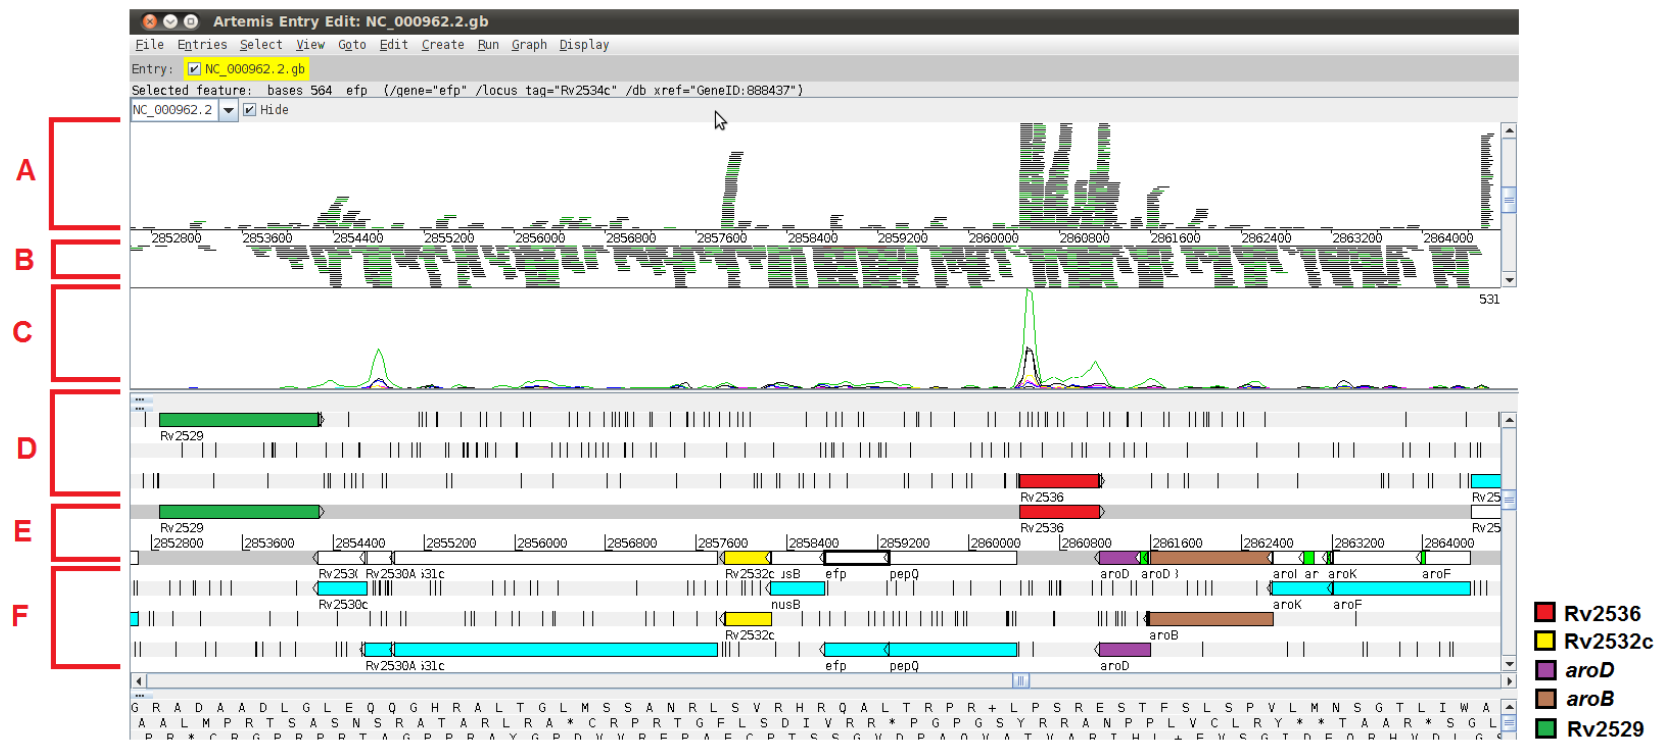 Artemis Entry Edit: NC_000962.2.gb
File Entries Select View Goto Edit Create Run Graph Display
Entry: NC_000962.2.gb
Selected feature: bases 564 efp (/gene="efp" /locus_tag="Rv2534c" /db_xref="GeneID:888437")
NC_000962.2 Hide
A
2852800 2853600 2854400 2855200 2856000 2856800 2857600 2858400 2859200 2860000 2860800 2861600 2862400 2863200 2864000
B
531
C
D
Rv2529
Rv2536 Rv25
E
Rv2529 Rv2536 Rv25
2852800 2853600 2854400 2855200 2856000 2856800 2857600 2858400 2859200 2860000 2860800 2861600 2862400 2863200 2864000
Rv2530A Rv2532c efp pepQ aroD aroD aroK aroF
F
Rv2530c nusB aroK aroF
Rv2532c aroB
Rv2530A efp pepQ aroD
Rv2536
Rv2532c
aroD
aroB
Rv2529
G R A D A A D L G L E Q Q G H R A L T G L M S S A N R L S V R H R Q A L T R P R + L P S R E S T F S L S P V L M N S G T L I W A
A A L M P R T S A S N S R A T A R L R A * C R P R T G F L S D I V R R * P G P G S Y R R A N P P L V C L R Y * * T A A R * S G L